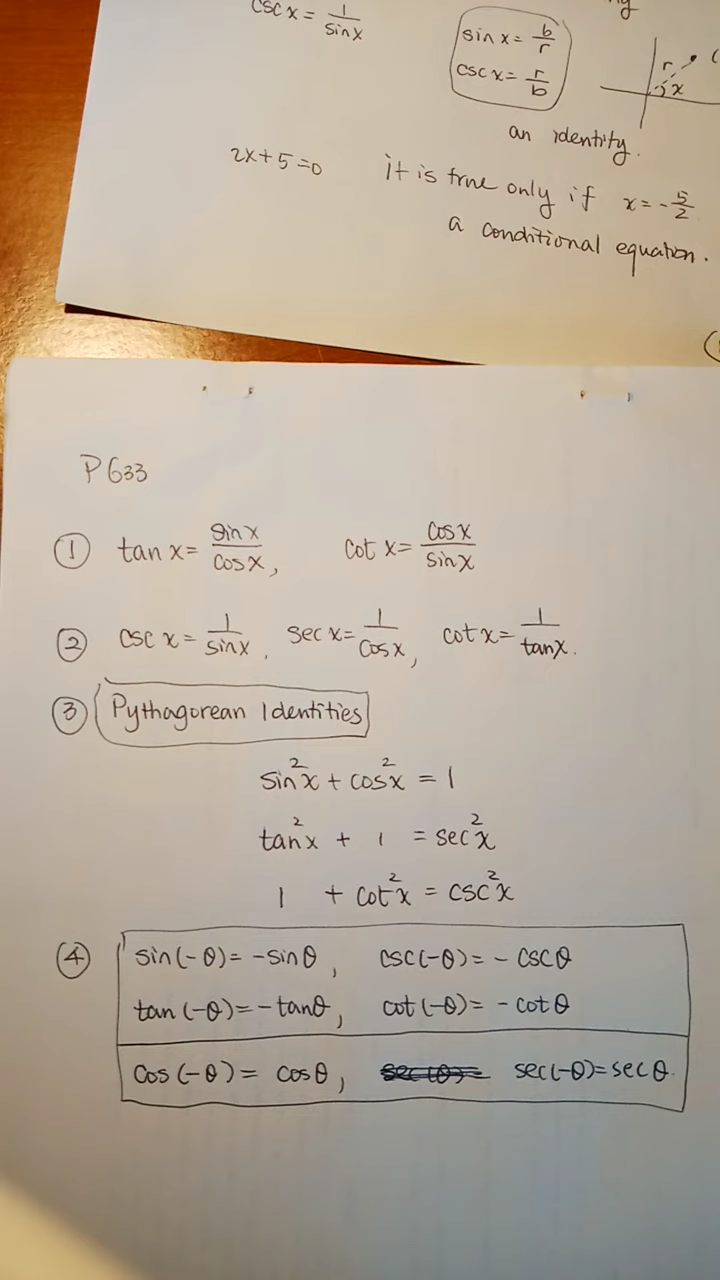 csc x = 1/sin x
sin x = b/r
csc x = r/b
r
x
an identity.
2x+5=0 it is true only if x = -5/2
a conditional equation.
P633
① tan x = sin x/cos x, cot x = cos x/sin x
② csc x = 1/sin x, sec x = 1/cos x, cot x = 1/tan x.
③ Pythagorean Identities
sin²x + cos²x = 1
tan²x + 1 = sec²x
1 + cot²x = csc²x
④ sin(-θ) = -sin θ, csc(-θ) = - csc θ
tan(-θ) = -tan θ, cot(-θ) = - cot θ
cos(-θ) = cos θ, sec(-θ) = sec θ.